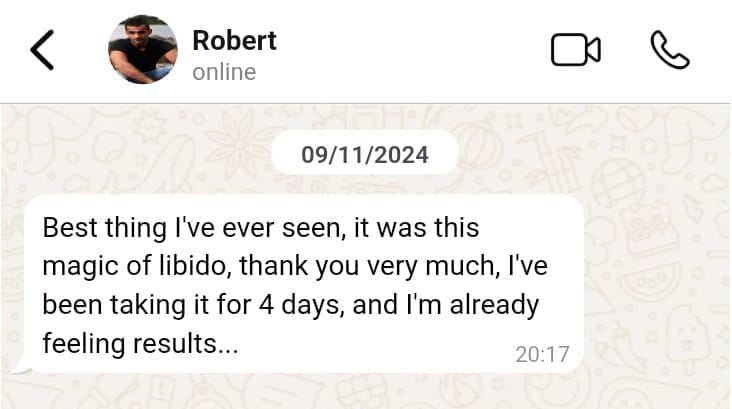 Robert
online
09/11/2024
Best thing I've ever seen, it was this
magic of libido, thank you very much, I've
been taking it for 4 days, and I'm already
feeling results...
20:17